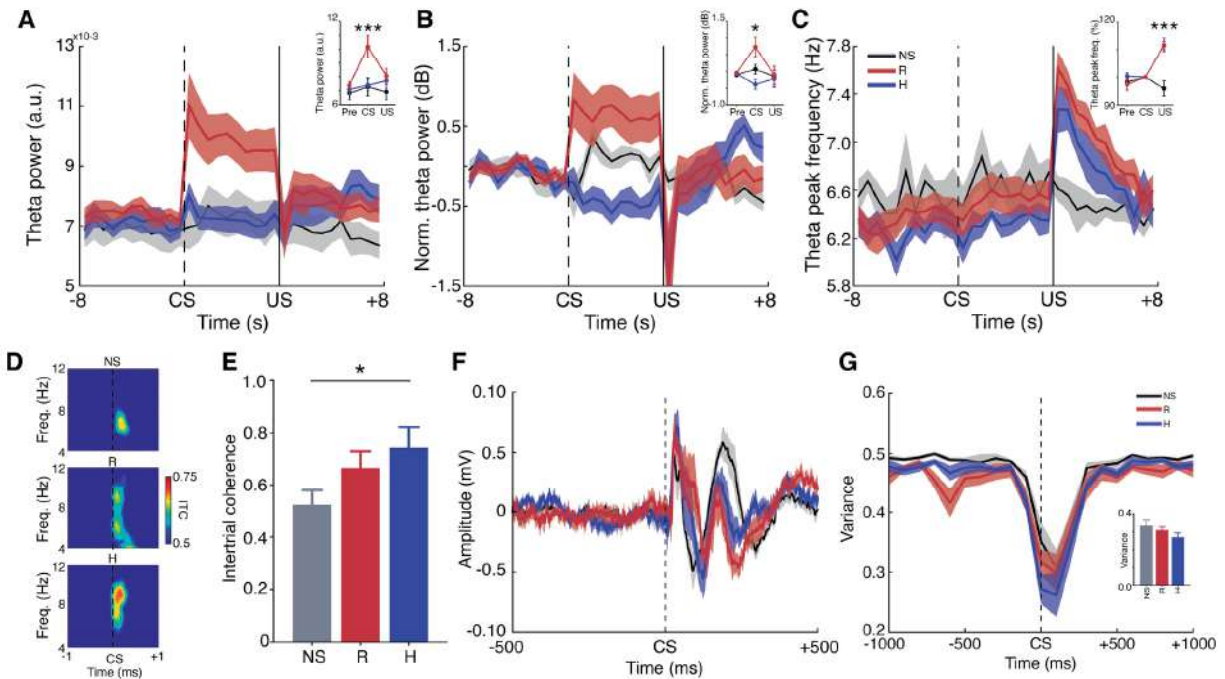 A
×10⁻³
13
11
9
7
5
Theta power (a.u.)
-8
CS
US
+8
Time (s)
12
6
Theta power (a.u.)
★★★
Pre CS US
B
1.5
0.5
-0.5
-1.5
Norm. theta power (dB)
-8
CS
US
+8
Time (s)
1.5
-1.0
Norm. theta power (dB)
★
Pre CS US
C
7.8
7.4
7.0
6.6
6.2
5.8
Theta peak frequency (Hz)
-8
CS
US
+8
Time (s)
NS
R
H
120
90
Theta peak freq. (%)
★★★
Pre CS US
D
NS
12
8
4
Freq. (Hz)
R
12
8
4
Freq. (Hz)
0.75
ITC
0.5
H
12
8
4
Freq. (Hz)
-1
CS
+1
Time (ms)
E
1.0
0.8
0.6
0.4
0.2
0
Intertrial coherence
*
NS
R
H
F
0.10
0.05
0
-0.5
-0.10
Amplitude (mV)
-500
CS
+500
Time (ms)
G
0.5
0.4
0.3
0.2
Variance
-1000
-500
CS
+500
+1000
Time (ms)
NS
R
H
0.4
0.0
Variance
NS
R
H